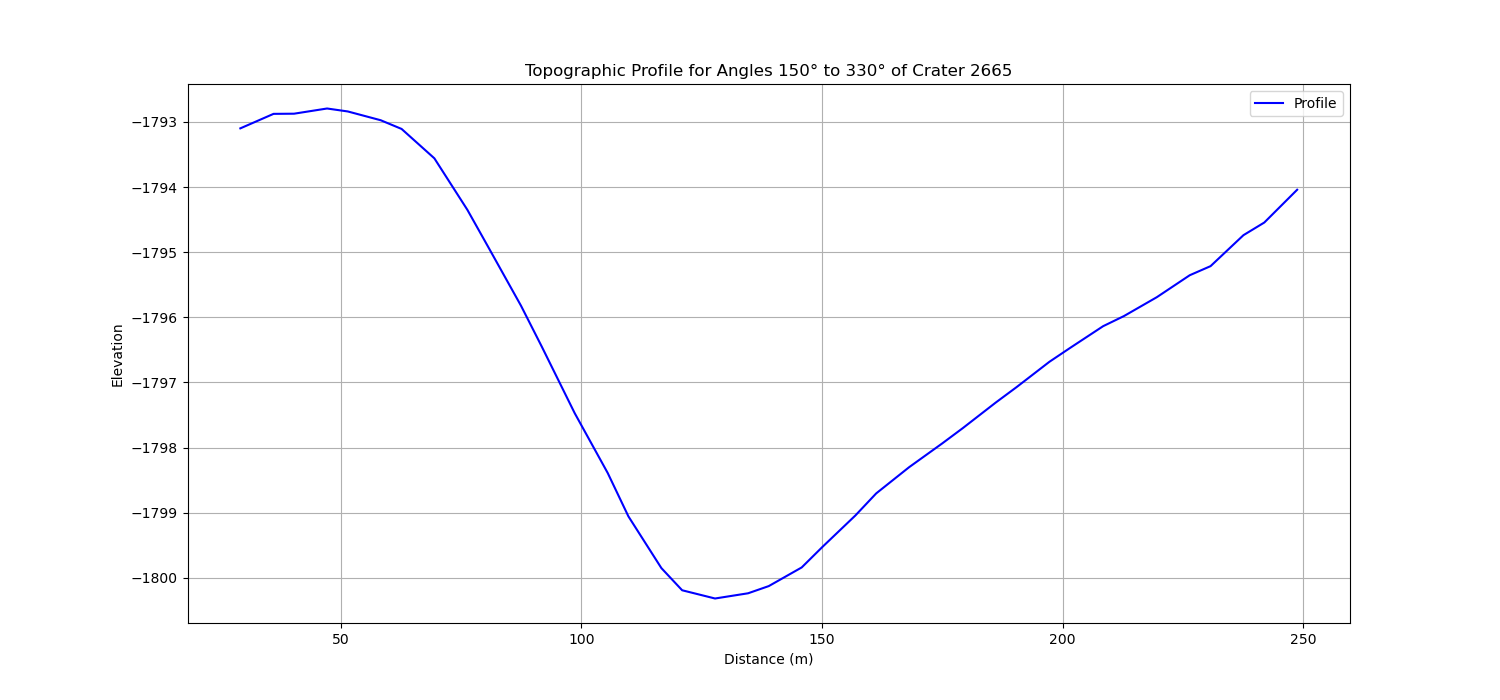 Topographic Profile for Angles 150° to 330° of Crater 2665
Profile
Elevation
−1793
−1794
−1795
−1796
−1797
−1798
−1799
−1800
50 100 150 200 250
Distance (m)